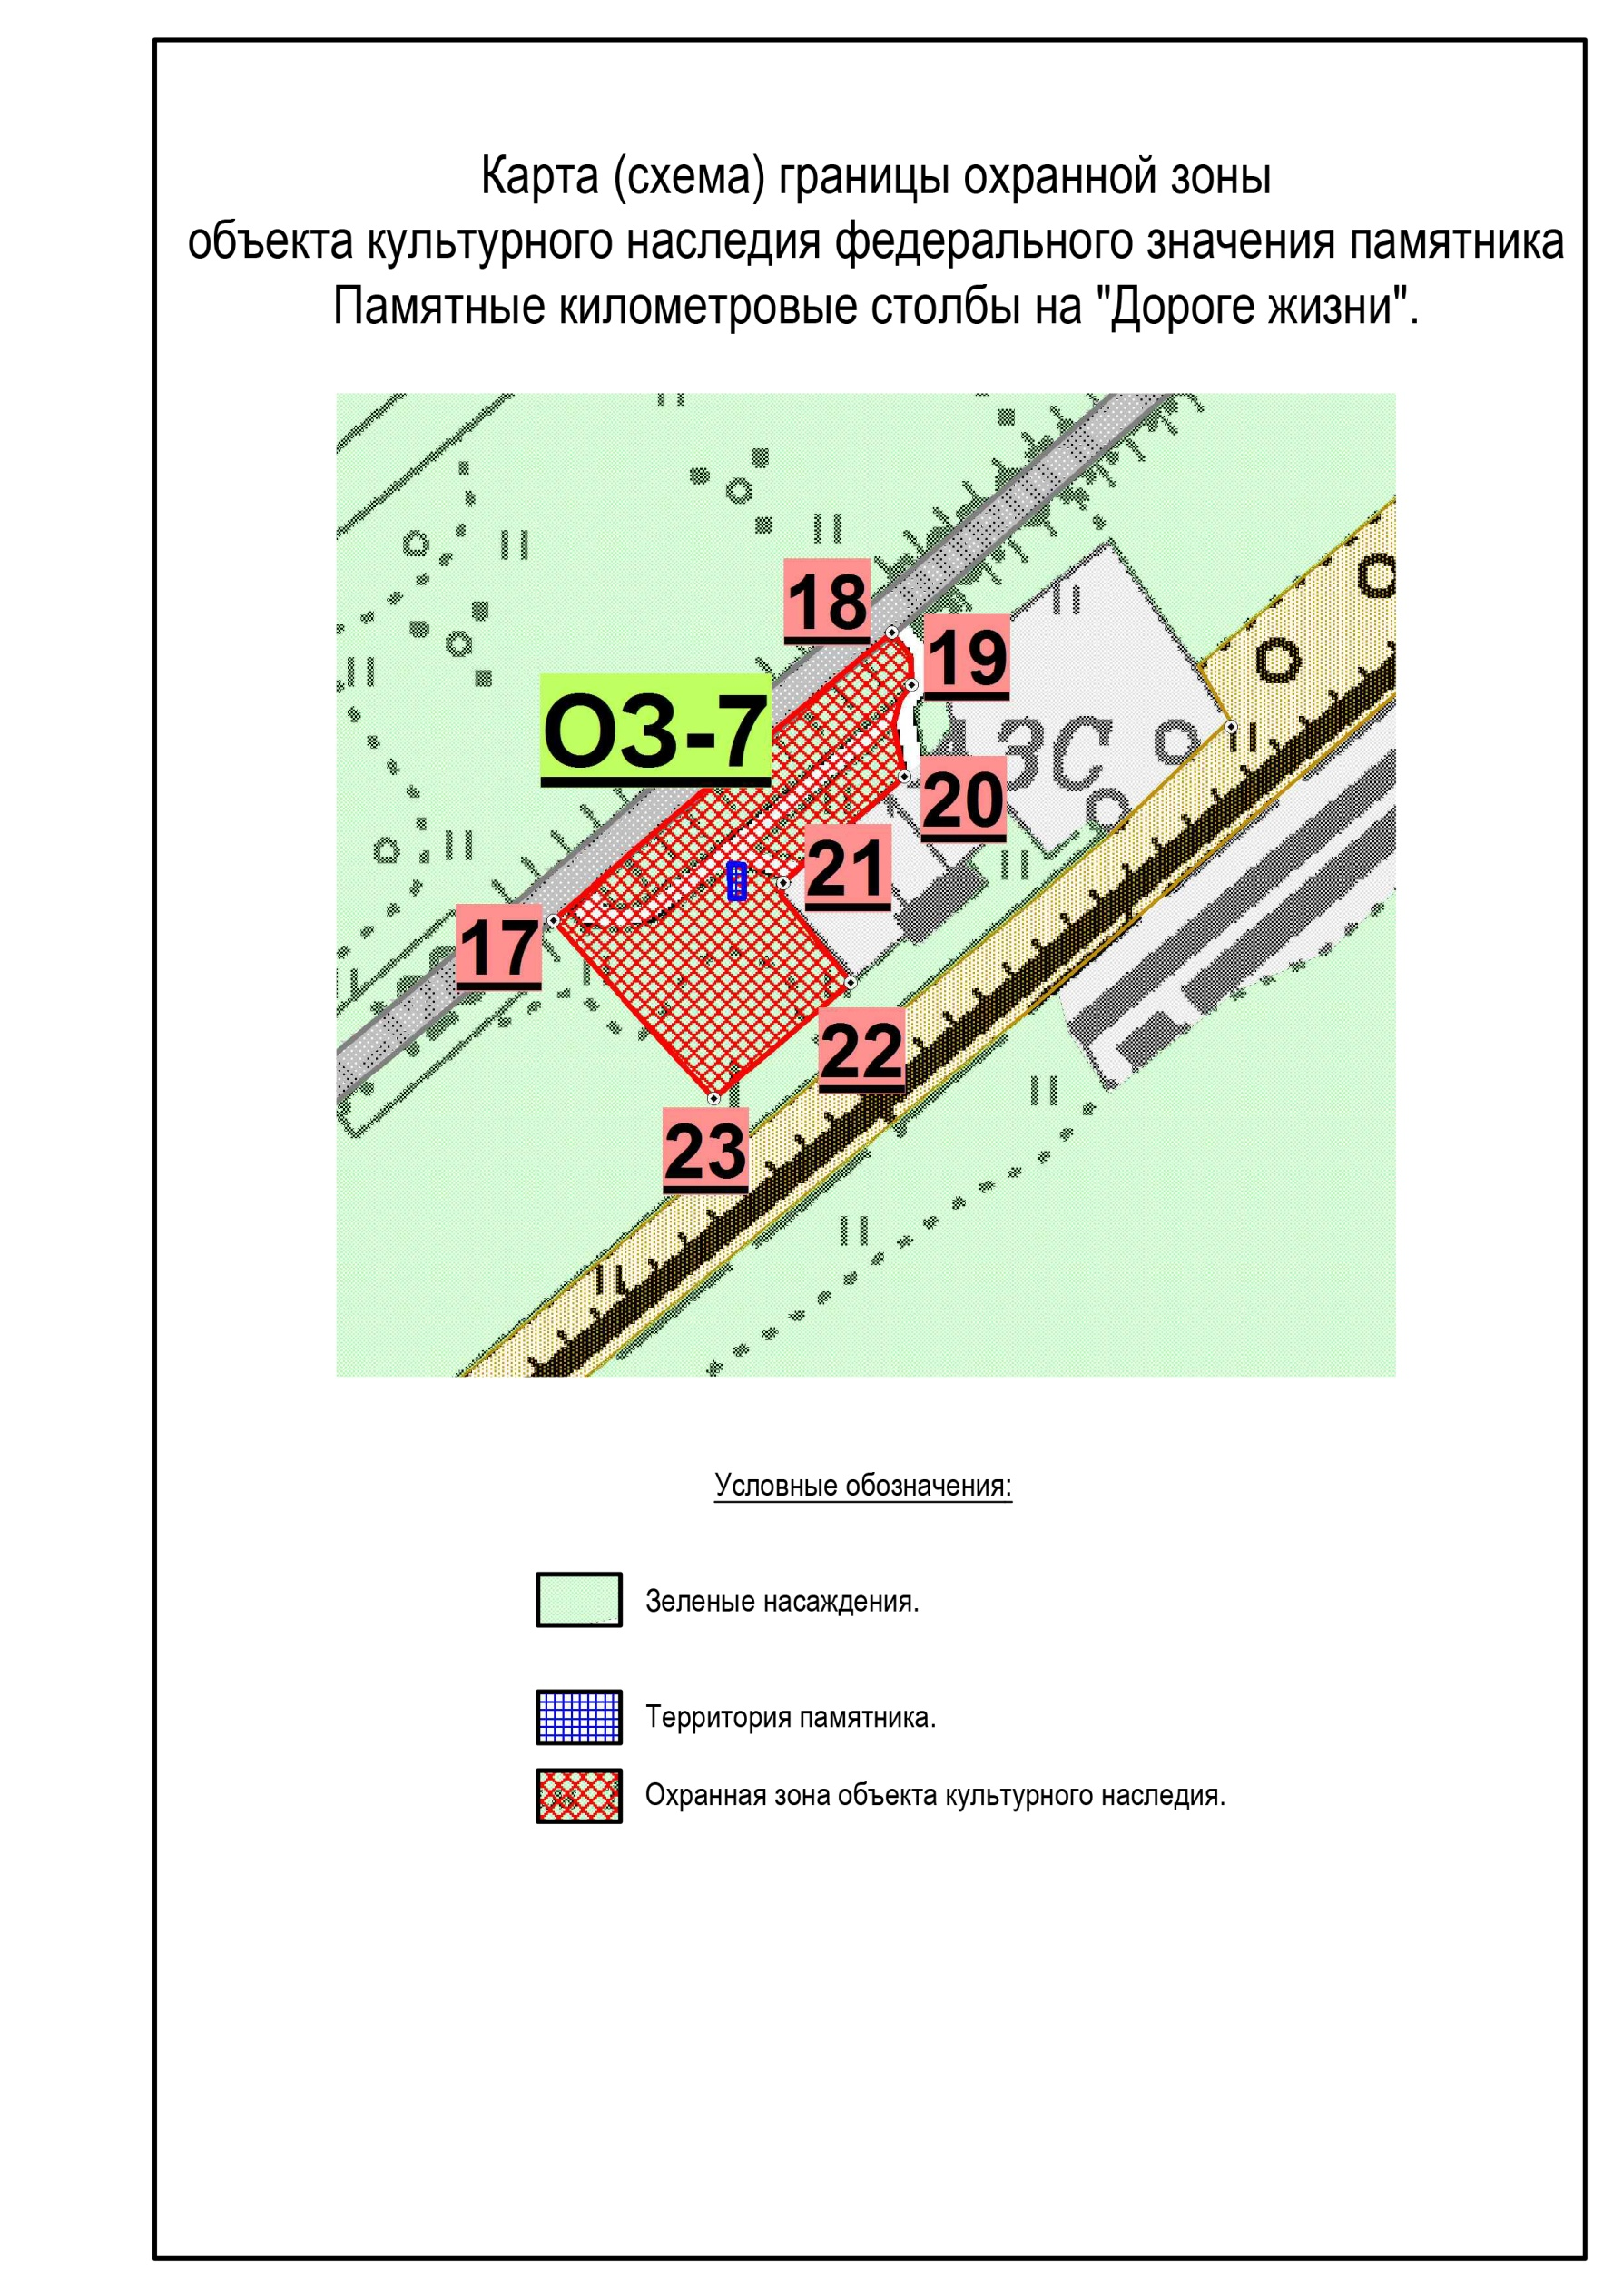 Карта (схема) границы охранной зоны
объекта культурного наследия федерального значения памятника
Памятные километровые столбы на "Дороге жизни".
18
19
ОЗ-7
АЗС
20
21
17
22
23
Условные обозначения:
Зеленые насаждения.
Территория памятника.
Охранная зона объекта культурного наследия.